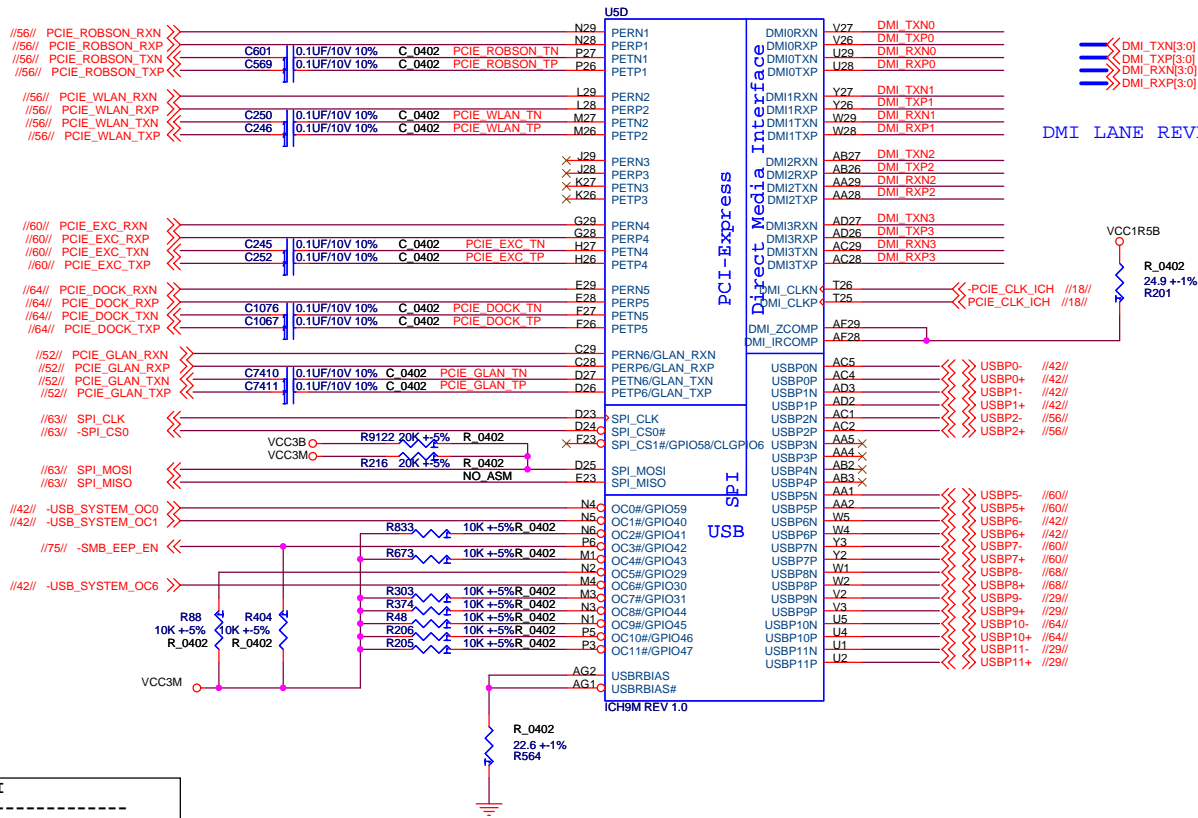 U5D
//56// PCIE_ROBSON_RXN N29 PERN1 DMI0RXN V27 DMI_TXN0
//56// PCIE_ROBSON_RXP N28 PERP1 DMI0RXP V26 DMI_TXP0
//56// PCIE_ROBSON_TXN C601 0.1UF/10V 10% C_0402 PCIE_ROBSON_TN P27 PETN1 DMI0TXN U29 DMI_RXN0
//56// PCIE_ROBSON_TXP C569 0.1UF/10V 10% C_0402 PCIE_ROBSON_TP P26 PETP1 DMI0TXP U28 DMI_RXP0
DMI_TXN[3:0]
DMI_TXP[3:0]
DMI_RXN[3:0]
DMI_RXP[3:0]
//56// PCIE_WLAN_RXN L29 PERN2 DMI1RXN Y27 DMI_TXN1
//56// PCIE_WLAN_RXP L28 PERP2 DMI1RXP Y26 DMI_TXP1
//56// PCIE_WLAN_TXN C250 0.1UF/10V 10% C_0402 PCIE_WLAN_TN M27 PETN2 DMI1TXN W29 DMI_RXN1
//56// PCIE_WLAN_TXP C246 0.1UF/10V 10% C_0402 PCIE_WLAN_TP M26 PETP2 DMI1TXP W28 DMI_RXP1
DMI LANE REV
J29 PERN3 DMI2RXN AB27 DMI_TXN2
J28 PERP3 DMI2RXP AB26 DMI_TXP2
K27 PETN3 DMI2TXN AA29 DMI_RXN2
K26 PETP3 DMI2TXP AA28 DMI_RXP2
PCI-Express
Direct Media Interface
//60// PCIE_EXC_RXN G29 PERN4 DMI3RXN AD27 DMI_TXN3
//60// PCIE_EXC_RXP G28 PERP4 DMI3RXP AD26 DMI_TXP3
//60// PCIE_EXC_TXN C245 0.1UF/10V 10% C_0402 PCIE_EXC_TN H27 PETN4 DMI3TXN AC29 DMI_RXN3
//60// PCIE_EXC_TXP C252 0.1UF/10V 10% C_0402 PCIE_EXC_TP H26 PETP4 DMI3TXP AC28 DMI_RXP3
VCC1R5B
R_0402
24.9 +-1%
R201
//64// PCIE_DOCK_RXN E29 PERN5 DMI_CLKN T26 -PCIE_CLK_ICH //18//
//64// PCIE_DOCK_RXP E28 PERP5 DMI_CLKP T25 PCIE_CLK_ICH //18//
//64// PCIE_DOCK_TXN C1076 0.1UF/10V 10% C_0402 PCIE_DOCK_TN F27 PETN5
//64// PCIE_DOCK_TXP C1067 0.1UF/10V 10% C_0402 PCIE_DOCK_TP F26 PETP5
DMI_ZCOMP AF29
DMI_IRCOMP AF28
//52// PCIE_GLAN_RXN C29 PERN6/GLAN_RXN
//52// PCIE_GLAN_RXP C28 PERP6/GLAN_RXP
//52// PCIE_GLAN_TXN C7410 0.1UF/10V 10% C_0402 PCIE_GLAN_TN D27 PETN6/GLAN_TXN
//52// PCIE_GLAN_TXP C7411 0.1UF/10V 10% C_0402 PCIE_GLAN_TP D26 PETP6/GLAN_TXP
USBP0N AC5 USBP0- //42//
USBP0P AC4 USBP0+ //42//
USBP1N AD3 USBP1- //42//
USBP1P AD2 USBP1+ //42//
USBP2N AC1 USBP2- //56//
USBP2P AC2 USBP2+ //56//
USBP3N AA5
USBP3P AA4
USBP4N AB2
USBP4P AB3
USBP5N AA1 USBP5- //60//
USBP5P AA2 USBP5+ //60//
USBP6N W5 USBP6- //42//
USBP6P W4 USBP6+ //42//
USBP7N Y3 USBP7- //60//
USBP7P Y2 USBP7+ //60//
USBP8N W1 USBP8- //68//
USBP8P W2 USBP8+ //68//
USBP9N V2 USBP9- //29//
USBP9P V3 USBP9+ //29//
USBP10N U5 USBP10- //64//
USBP10P U4 USBP10+ //64//
USBP11N U1 USBP11- //29//
USBP11P U2 USBP11+ //29//
//63// SPI_CLK D23 SPI_CLK
//63// -SPI_CS0 D24 SPI_CS0#
VCC3B R9122 20K +-5% R_0402 F23 SPI_CS1#/GPIO58/CLGPIO6
VCC3M R216 20K +-5% R_0402 NO_ASM
//63// SPI_MOSI D25 SPI_MOSI
//63// SPI_MISO E23 SPI_MISO
SPI
USB
//42// -USB_SYSTEM_OC0 N4 OC0#/GPIO59
//42// -USB_SYSTEM_OC1 N5 OC1#/GPIO40
R833 10K +-5% R_0402 N6 OC2#/GPIO41
//75// -SMB_EEP_EN P6 OC3#/GPIO42
R673 10K +-5% R_0402 M1 OC4#/GPIO43
N2 OC5#/GPIO29
//42// -USB_SYSTEM_OC6 M4 OC6#/GPIO30
R303 10K +-5% R_0402 M3 OC7#/GPIO31
R374 10K +-5% R_0402 N3 OC8#/GPIO44
R48 10K +-5% R_0402 N1 OC9#/GPIO45
R206 10K +-5% R_0402 P5 OC10#/GPIO46
R205 10K +-5% R_0402 P3 OC11#/GPIO47
R88 R404
10K +-5% 10K +-5%
R_0402 R_0402
VCC3M
AG2 USBRBIAS
AG1 USBRBIAS#
ICH9M REV 1.0
R_0402
22.6 +-1%
R564